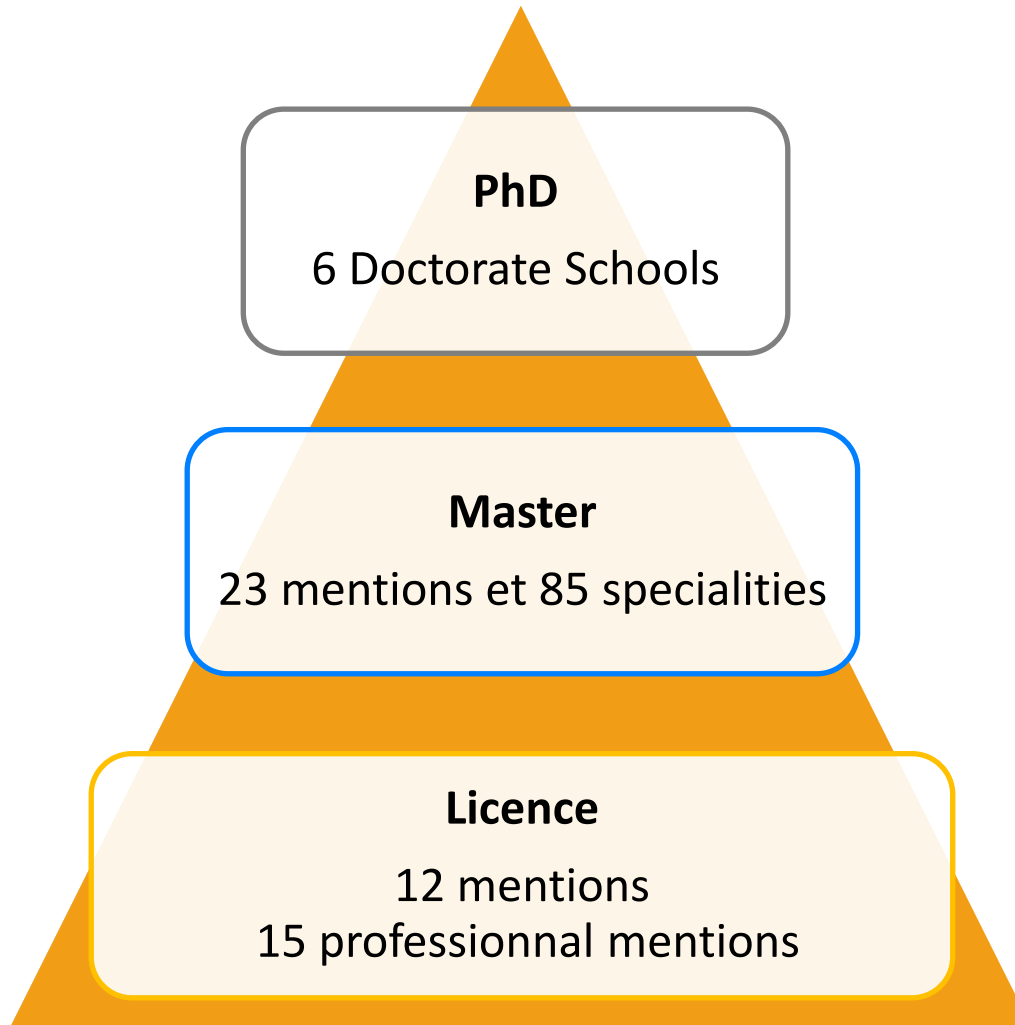 PhD
6 Doctorate Schools
Master
23 mentions et 85 specialities
Licence
12 mentions
15 professionnal mentions